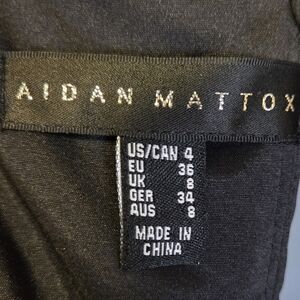 AIDAN MATTOX
US/CAN 4
EU 36
UK 8
GER 34
AUS 8
MADE IN
CHINA